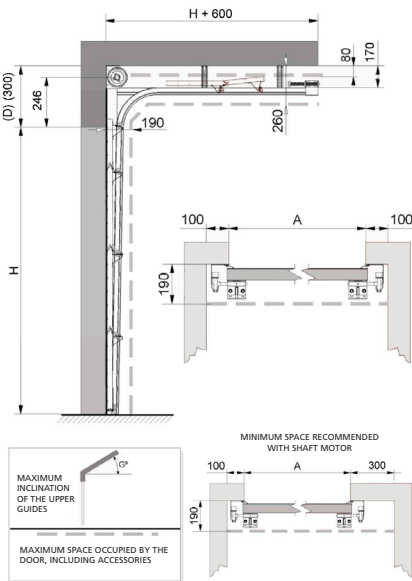 H + 600
(D) (300)
246
80
170
260
190
H
100
A
100
190
MAXIMUM
INCLINATION
OF THE UPPER
GUIDES
Gº
MAXIMUM SPACE OCCUPIED BY THE
DOOR, INCLUDING ACCESSORIES
MINIMUM SPACE RECOMMENDED
WITH SHAFT MOTOR
100
A
300
190